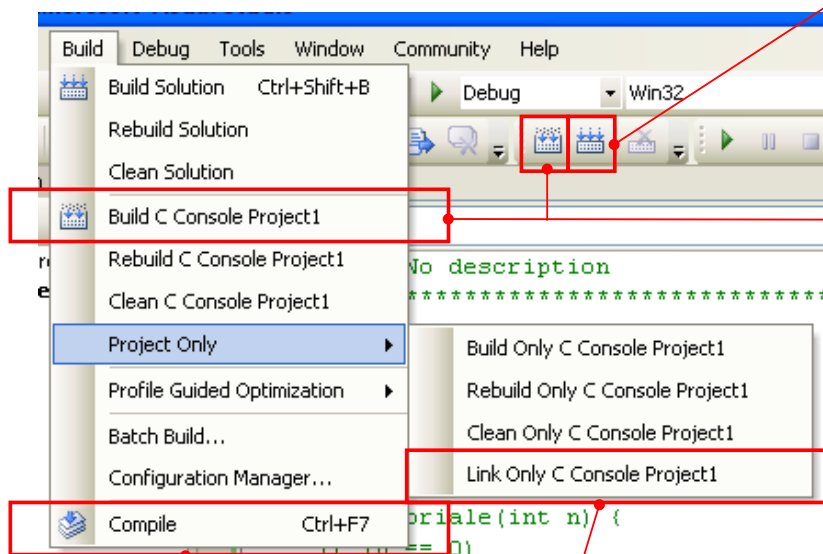 Build Debug Tools Window Community Help
Build Solution Ctrl+Shift+B
Debug Win32
Rebuild Solution
Clean Solution
Build C Console Project1
Rebuild C Console Project1
No description
Clean C Console Project1
******************************
Project Only
Build Only C Console Project1
Profile Guided Optimization
Rebuild Only C Console Project1
Batch Build...
Clean Only C Console Project1
Configuration Manager...
Link Only C Console Project1
Compile Ctrl+F7
oriale(int n) {
== 0)